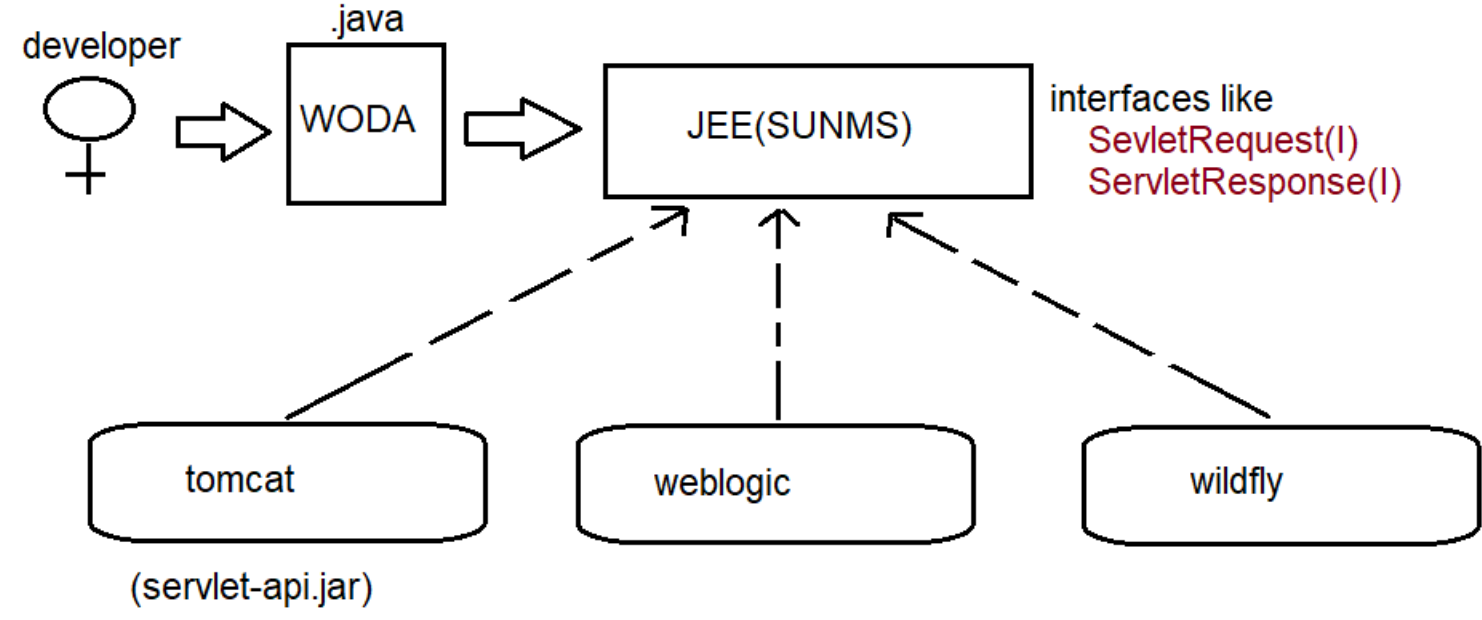 .java
developer
WODA
JEE(SUNMS)
interfaces like
SevletRequest(I)
ServletResponse(I)
tomcat
weblogic
wildfly
(servlet-api.jar)